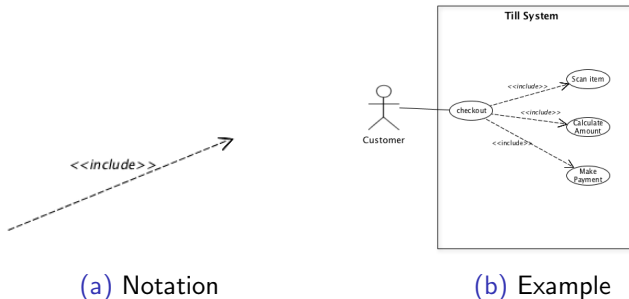 <<include>>
(a) Notation
Till System
Customer
checkout
<<include>>
Scan item
<<include>>
Calculate
Amount
<<include>>
Make
Payment
(b) Example